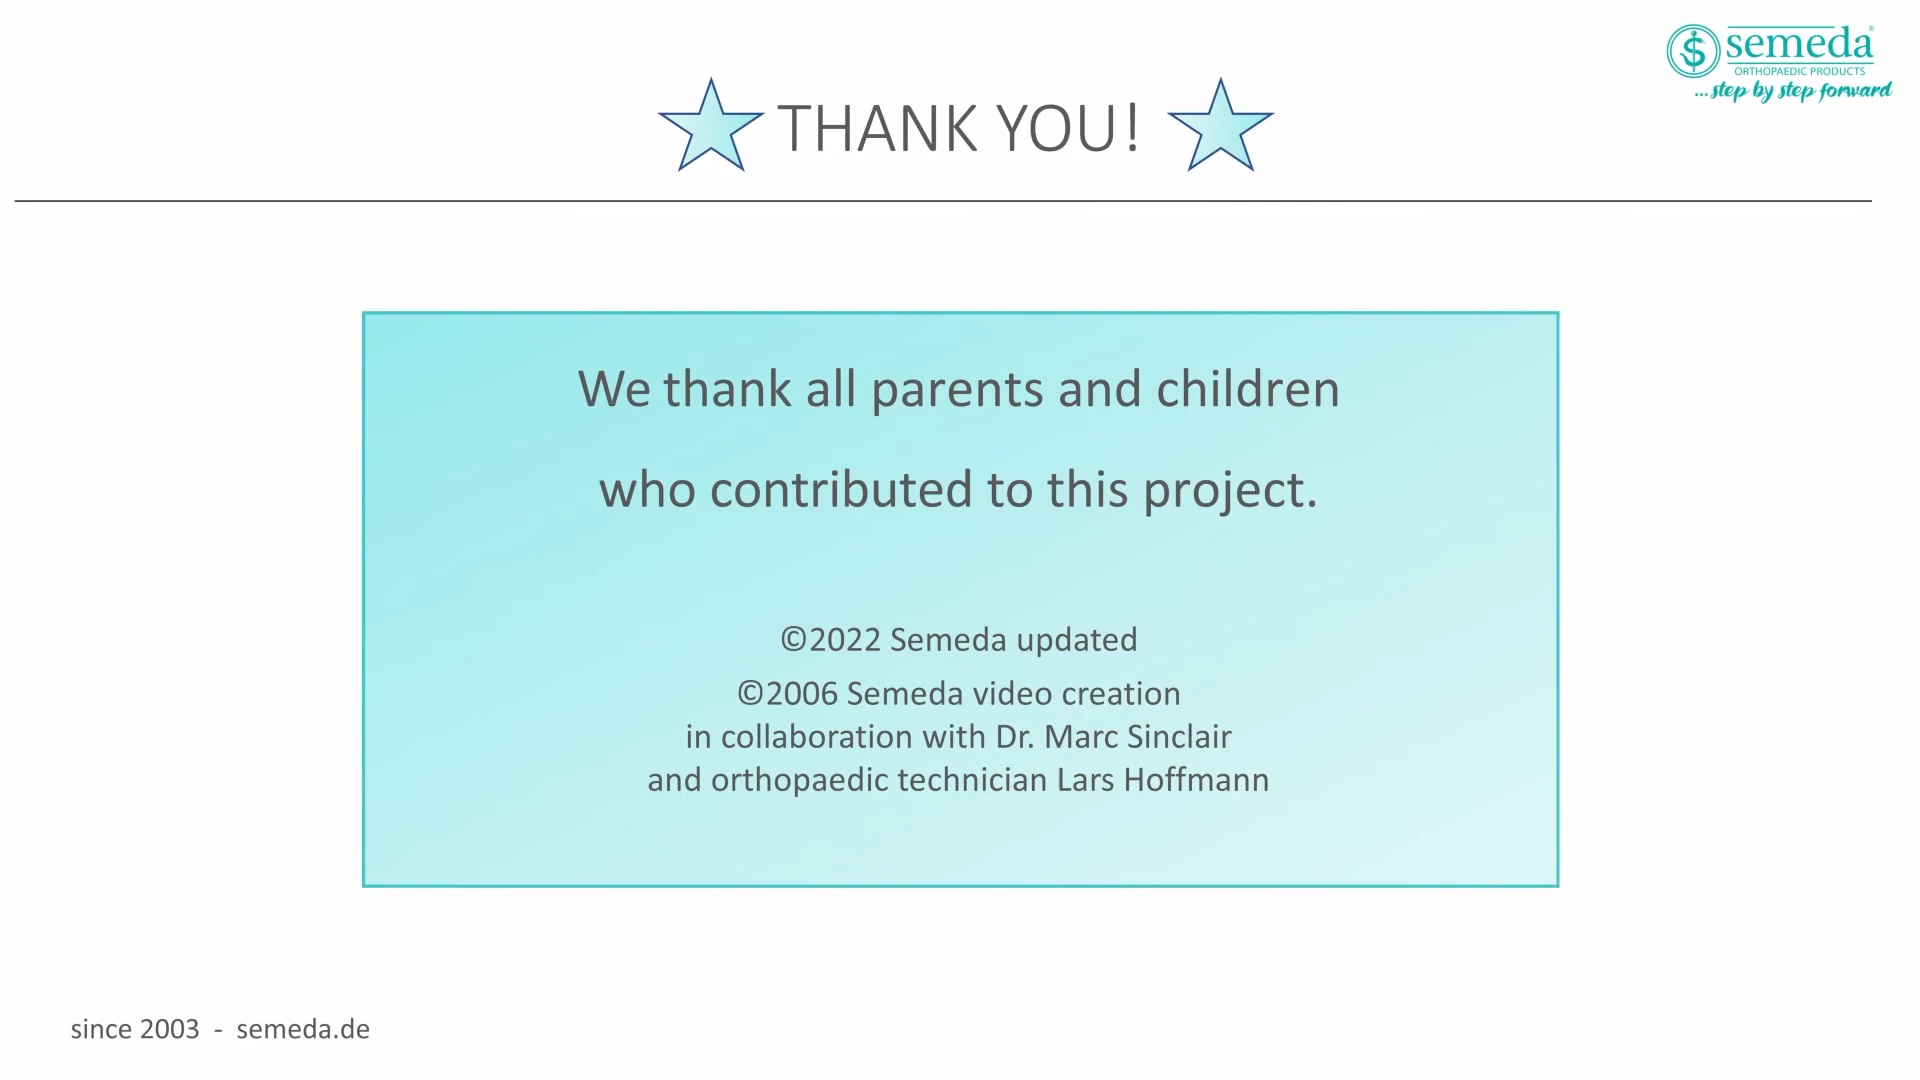 semeda®
ORTHOPAEDIC PRODUCTS
...step by step forward
THANK YOU!
We thank all parents and children
who contributed to this project.
©2022 Semeda updated
©2006 Semeda video creation
in collaboration with Dr. Marc Sinclair
and orthopaedic technician Lars Hoffmann
since 2003 - semeda.de